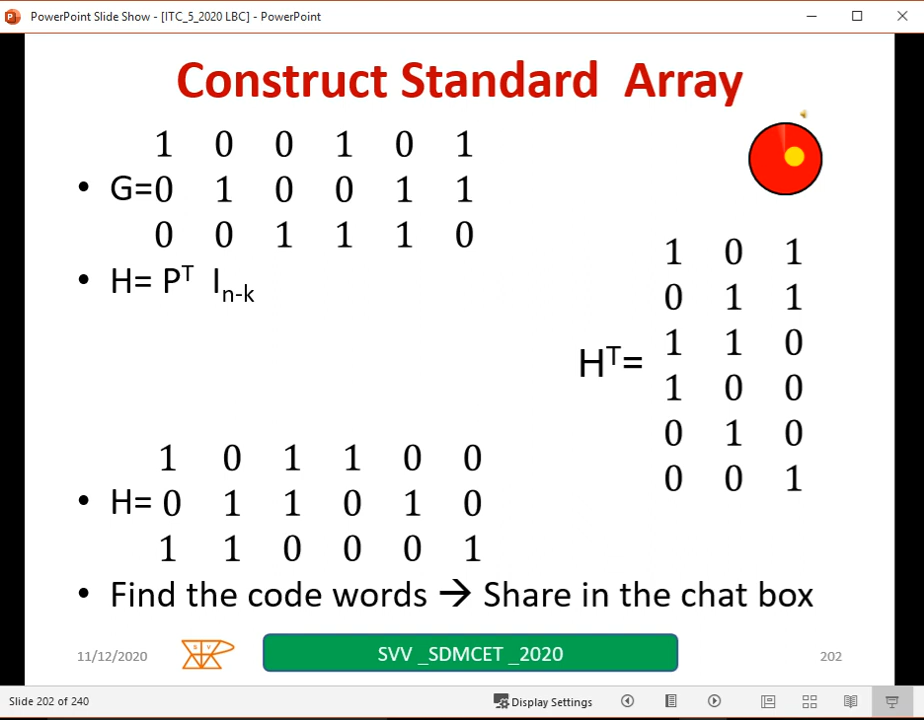 PowerPoint Slide Show - [ITC_5_2020 LBC] - PowerPoint
Construct Standard Array
1 0 0 1 0 1
• G=0 1 0 0 1 1
0 0 1 1 1 0
• H= Pᵀ Iₙ₋ₖ
1 0 1
0 1 1
1 1 0
Hᵀ=
1 0 0
0 1 0
0 0 1
1 0 1 1 0 0
• H= 0 1 1 0 1 0
1 1 0 0 0 1
• Find the code words → Share in the chat box
11/12/2020 S V SVV _SDMCET _2020 202
Slide 202 of 240 Display Settings